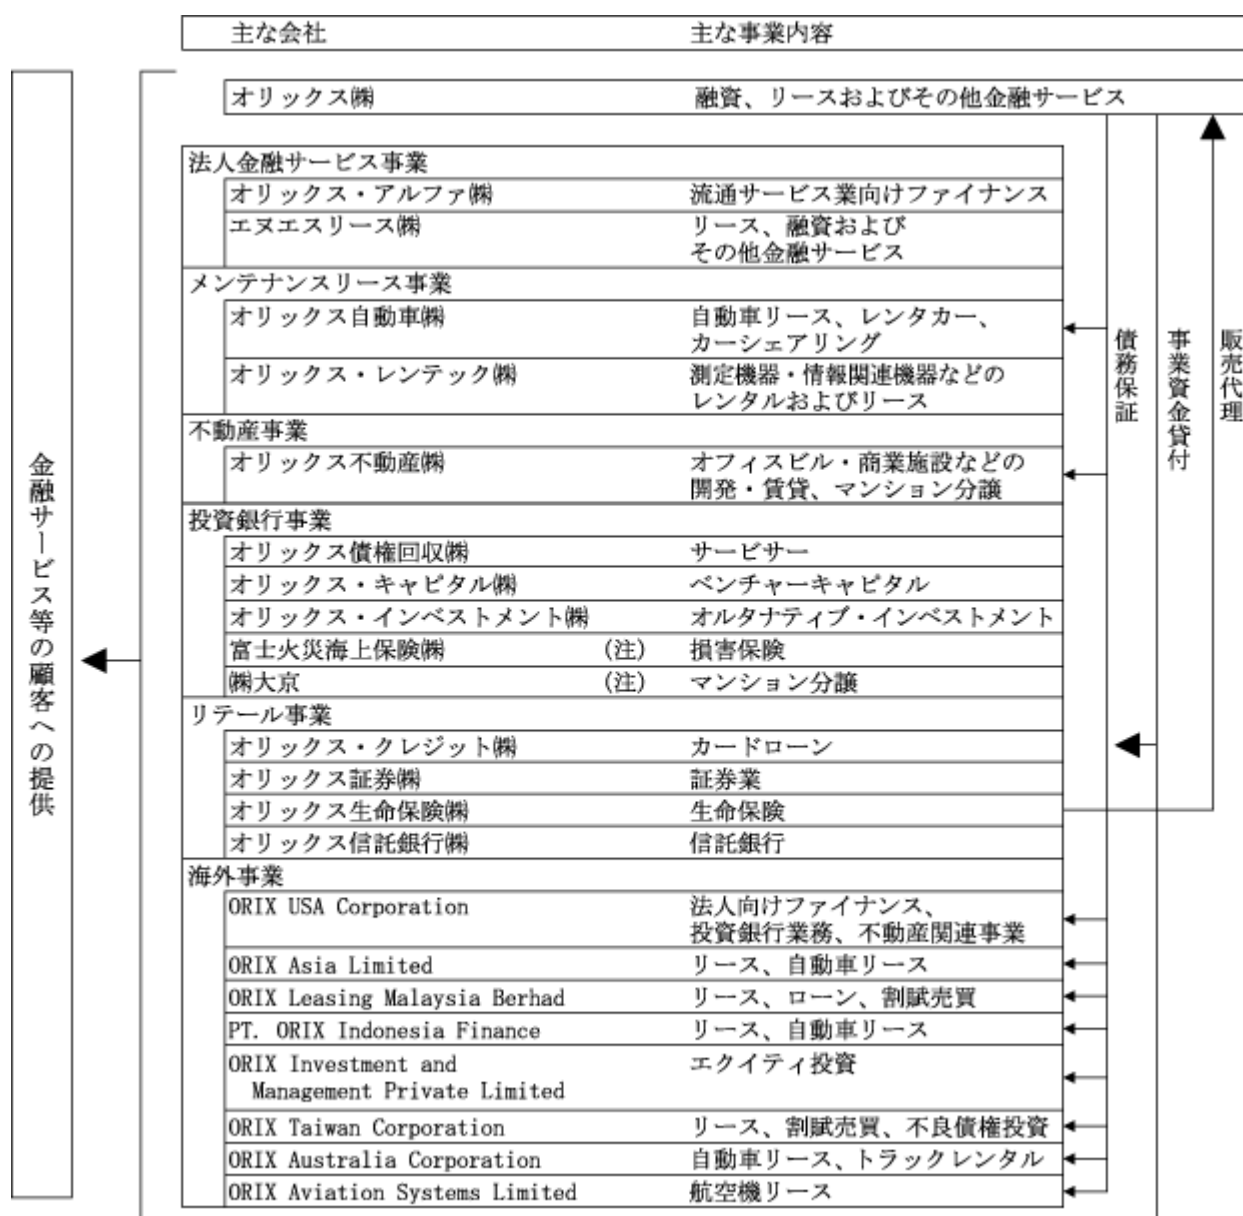 主な会社 主な事業内容
オリックス㈱ 融資、リースおよびその他金融サービス
法人金融サービス事業
オリックス・アルファ㈱ 流通サービス業向けファイナンス
エヌエスリース㈱ リース、融資および
その他金融サービス
メンテナンスリース事業
オリックス自動車㈱ 自動車リース、レンタカー、
カーシェアリング
オリックス・レンテック㈱ 測定機器・情報関連機器などの
レンタルおよびリース
不動産事業
オリックス不動産㈱ オフィスビル・商業施設などの
開発・賃貸、マンション分譲
投資銀行事業
オリックス債権回収㈱ サービサー
オリックス・キャピタル㈱ ベンチャーキャピタル
オリックス・インベストメント㈱ オルタナティブ・インベストメント
富士火災海上保険㈱ (注) 損害保険
㈱大京 (注) マンション分譲
リテール事業
オリックス・クレジット㈱ カードローン
オリックス証券㈱ 証券業
オリックス生命保険㈱ 生命保険
オリックス信託銀行㈱ 信託銀行
海外事業
ORIX USA Corporation 法人向けファイナンス、
投資銀行業務、不動産関連事業
ORIX Asia Limited リース、自動車リース
ORIX Leasing Malaysia Berhad リース、ローン、割賦売買
PT. ORIX Indonesia Finance リース、自動車リース
ORIX Investment and エクイティ投資
Management Private Limited
ORIX Taiwan Corporation リース、割賦売買、不良債権投資
ORIX Australia Corporation 自動車リース、トラックレンタル
ORIX Aviation Systems Limited 航空機リース
債務保証
事業資金貸付
販売代理
金融サービス等の顧客への提供